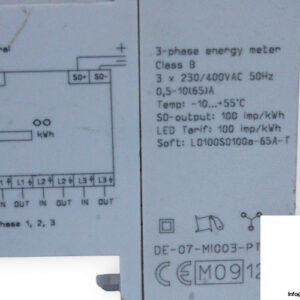 ral
+
S0+ S0-
kWh
L1 L1 L2 L2 L3 L3
IN OUT IN OUT IN OUT
hase 1, 2, 3
3-phase energy meter
Class B
3 x 230/400VAC 50Hz
0,5-10(65)A
Temp: -10...+55°C
SO-output: 100 imp/kWh
LED Tarif: 100 imp/kWh
Soft: L0100S0100a-65A-T
DE-07-MI003-PT
CE M09 12